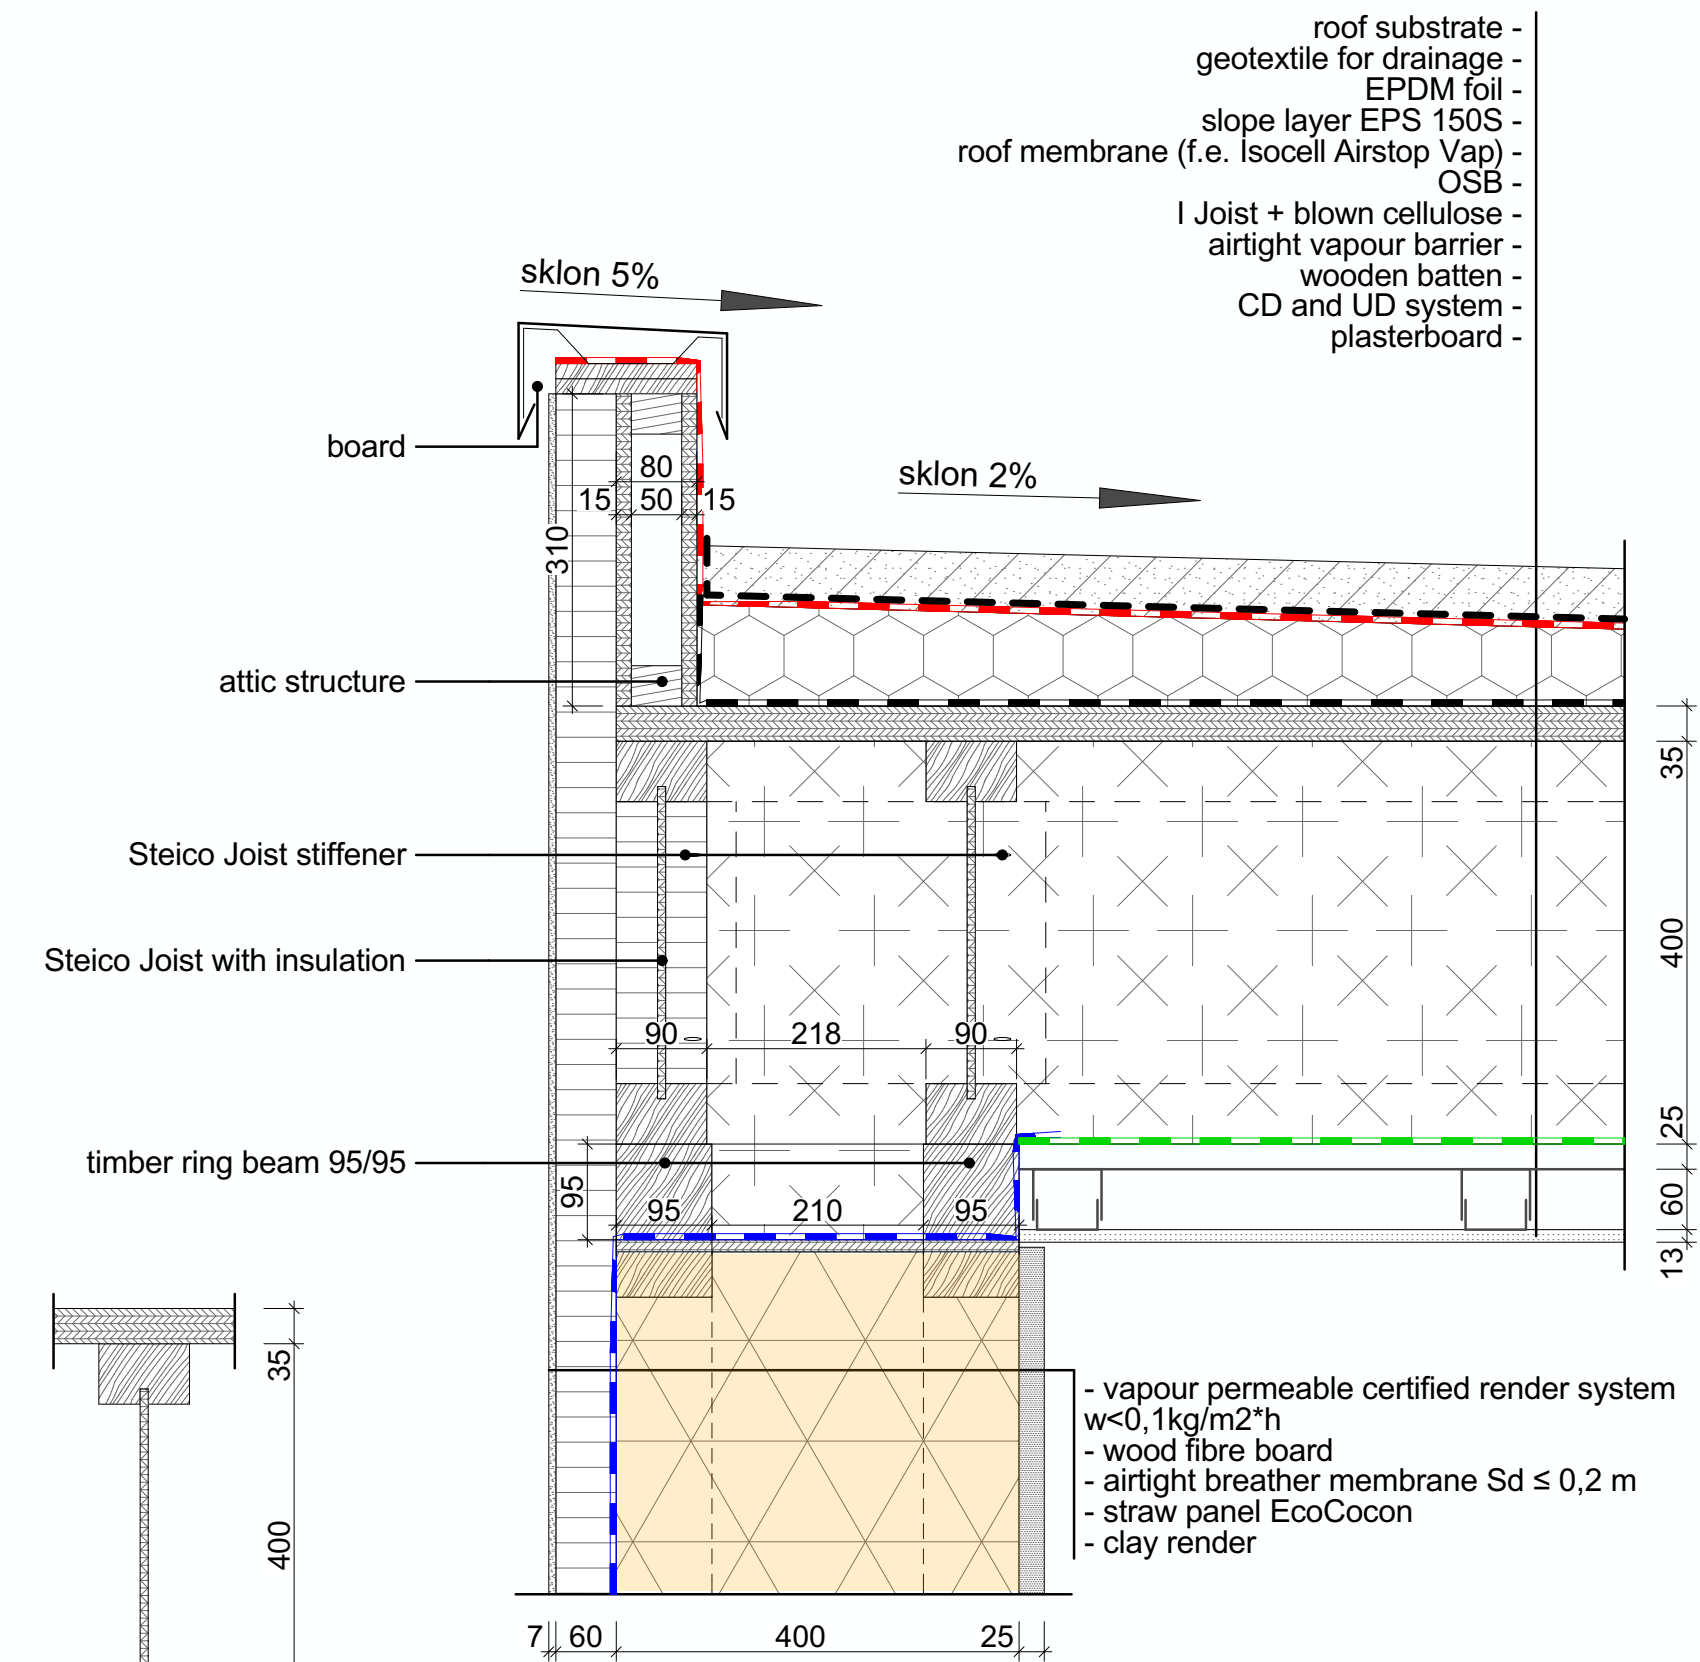 roof substrate -
geotextile for drainage -
EPDM foil -
slope layer EPS 150S -
roof membrane (f.e. Isocell Airstop Vap) -
OSB -
I Joist + blown cellulose -
airtight vapour barrier -
wooden batten -
CD and UD system -
plasterboard -
sklon 5%
board
sklon 2%
80
15 50 15
310
attic structure
35
Steico Joist stiffener
400
Steico Joist with insulation
90 218 90
25
timber ring beam 95/95
95
95 210 95
60
13
35
400
- vapour permeable certified render system
w<0,1kg/m2*h
- wood fibre board
- airtight breather membrane Sd ≤ 0,2 m
- straw panel EcoCocon
- clay render
7 60 400 25